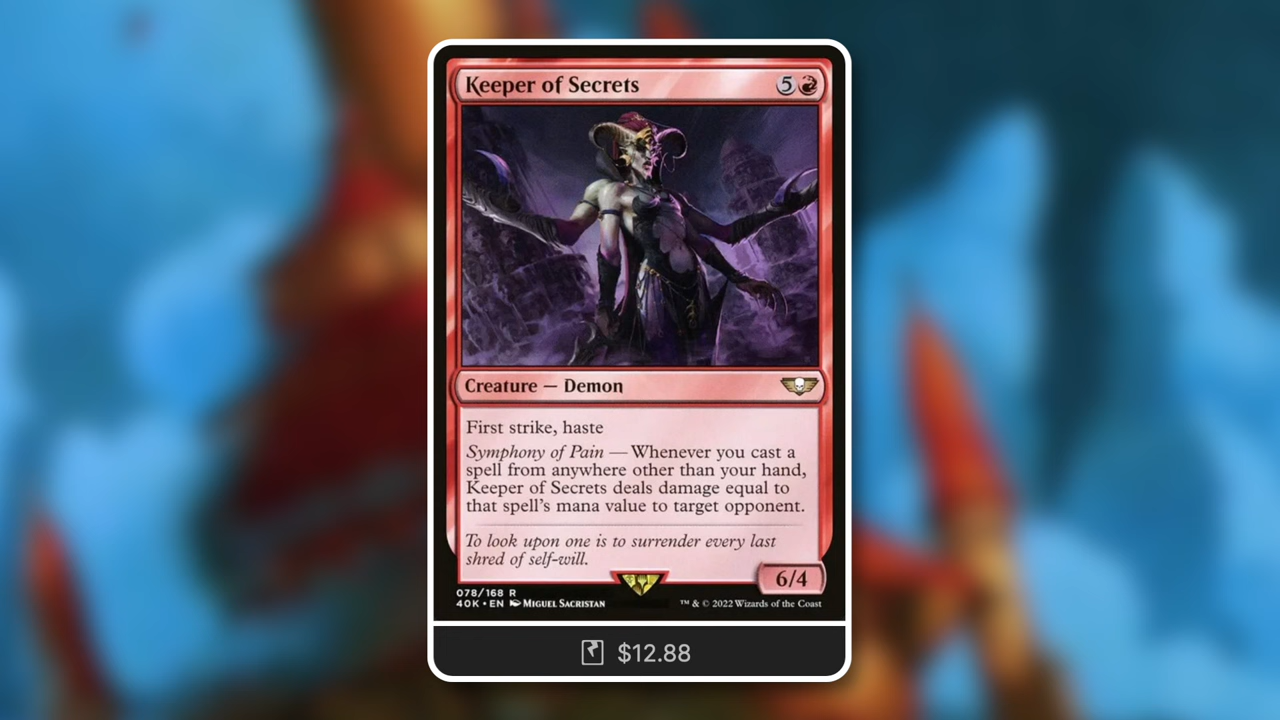 Keeper of Secrets 5
Creature — Demon
First strike, haste
Symphony of Pain — Whenever you cast a
spell from anywhere other than your hand,
Keeper of Secrets deals damage equal to
that spell's mana value to target opponent.
To look upon one is to surrender every last
shred of self-will.
6/4
078/168 R
40K • EN Miguel Sacristan ™ & © 2022 Wizards of the Coast
$12.88